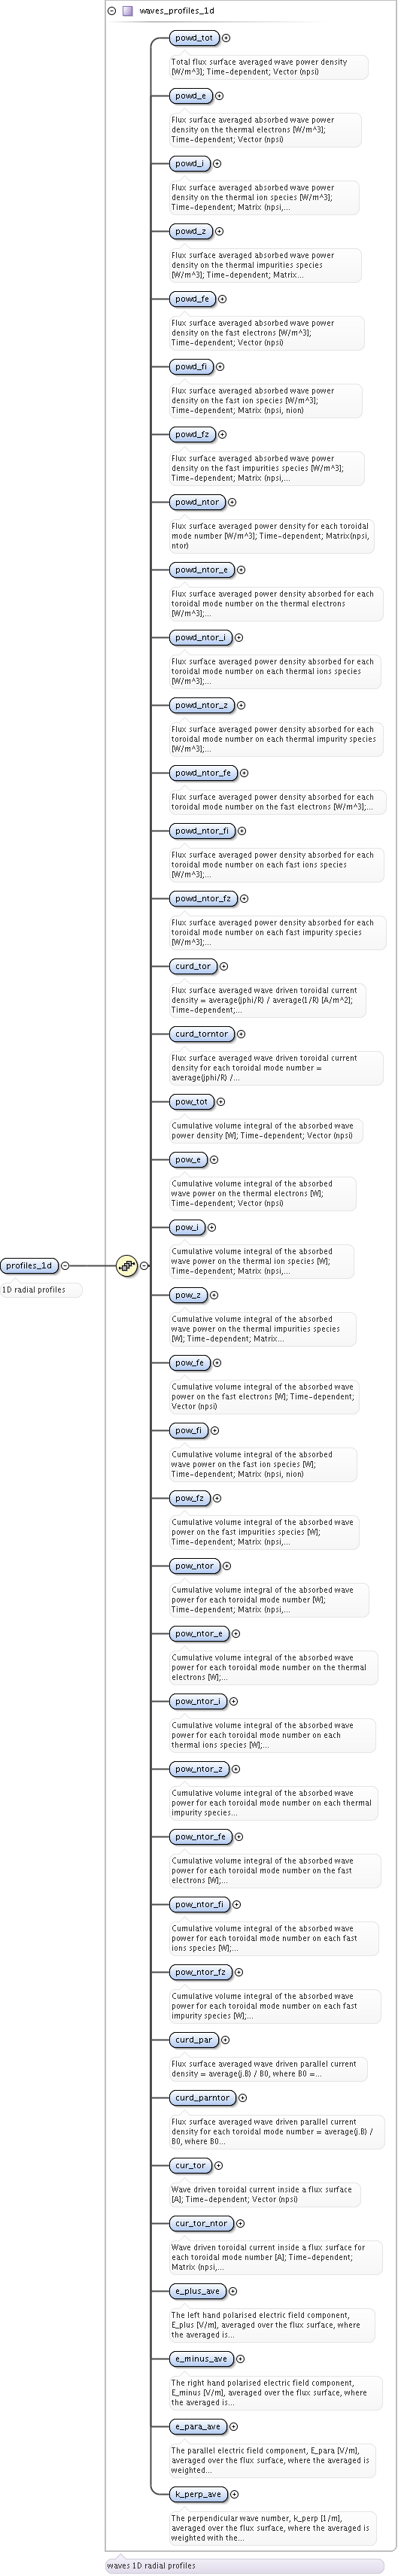 waves_profiles_1d
powd_tot
Total flux surface averaged wave power density
[W/m^3]; Time-dependent; Vector (npsi)
powd_e
Flux surface averaged absorbed wave power
density on the thermal electrons [W/m^3];
Time-dependent; Vector (npsi)
powd_i
Flux surface averaged absorbed wave power
density on the thermal ion species [W/m^3];
Time-dependent; Matrix (npsi,...
powd_z
Flux surface averaged absorbed wave power
density on the thermal impurities species
[W/m^3]; Time-dependent; Matrix...
powd_fe
Flux surface averaged absorbed wave power
density on the fast electrons [W/m^3];
Time-dependent; Vector (npsi)
powd_fi
Flux surface averaged absorbed wave power
density on the fast ion species [W/m^3];
Time-dependent; Matrix (npsi, nion)
powd_fz
Flux surface averaged absorbed wave power
density on the fast impurities species [W/m^3];
Time-dependent; Matrix (npsi,...
powd_ntor
Flux surface averaged power density for each toroidal
mode number [W/m^3]; Time-dependent; Matrix(npsi,
ntor)
powd_ntor_e
Flux surface averaged power density absorbed for each
toroidal mode number on the thermal electrons
[W/m^3];...
powd_ntor_i
Flux surface averaged power density absorbed for each
toroidal mode number on each thermal ions species
[W/m^3];...
powd_ntor_z
Flux surface averaged power density absorbed for each
toroidal mode number on each thermal impurity species
[W/m^3];...
powd_ntor_fe
Flux surface averaged power density absorbed for each
toroidal mode number on the fast electrons [W/m^3];...
powd_ntor_fi
Flux surface averaged power density absorbed for each
toroidal mode number on each fast ions species
[W/m^3];...
powd_ntor_fz
Flux surface averaged power density absorbed for each
toroidal mode number on each fast impurity species
[W/m^3];...
curd_tor
Flux surface averaged wave driven toroidal current
density = average(jphi/R) / average(1/R) [A/m^2];
Time-dependent;...
curd_torntor
Flux surface averaged wave driven toroidal current
density for each toroidal mode number =
average(jphi/R) /...
pow_tot
Cumulative volume integral of the absorbed wave
power density [W]; Time-dependent; Vector (npsi)
pow_e
Cumulative volume integral of the absorbed
wave power on the thermal electrons [W];
Time-dependent; Vector (npsi)
pow_i
Cumulative volume integral of the absorbed
wave power on the thermal ion species [W];
Time-dependent; Matrix (npsi,...
profiles_1d
1D radial profiles
pow_z
Cumulative volume integral of the absorbed
wave power on the thermal impurities species
[W]; Time-dependent; Matrix...
pow_fe
Cumulative volume integral of the absorbed wave
power on the fast electrons [W]; Time-dependent;
Vector (npsi)
pow_fi
Cumulative volume integral of the absorbed
wave power on the fast ion species [W];
Time-dependent; Matrix (npsi, nion)
pow_fz
Cumulative volume integral of the absorbed wave
power on the fast impurities species [W];
Time-dependent; Matrix (npsi,...
pow_ntor
Cumulative volume integral of the absorbed wave
power for each toroidal mode number [W];
Time-dependent; Matrix (npsi,...
pow_ntor_e
Cumulative volume integral of the absorbed wave
power for each toroidal mode number on the thermal
electrons [W];...
pow_ntor_i
Cumulative volume integral of the absorbed wave
power for each toroidal mode number on each
thermal ions species [W];...
pow_ntor_z
Cumulative volume integral of the absorbed wave
power for each toroidal mode number on each thermal
impurity species...
pow_ntor_fe
Cumulative volume integral of the absorbed wave
power for each toroidal mode number on the fast
electrons [W];...
pow_ntor_fi
Cumulative volume integral of the absorbed wave
power for each toroidal mode number on each fast
ions species [W];...
pow_ntor_fz
Cumulative volume integral of the absorbed wave
power for each toroidal mode number on each fast
impurity species [W];...
curd_par
Flux surface averaged wave driven parallel current
density = average(j.B) / B0, where B0 =...
curd_parntor
Flux surface averaged wave driven parallel current
density for each toroidal mode number = average(j.B) /
B0, where B0...
cur_tor
Wave driven toroidal current inside a flux surface
[A]; Time-dependent; Vector (npsi)
cur_tor_ntor
Wave driven toroidal current inside a flux surface for
each toroidal mode number [A]; Time-dependent;
Matrix (npsi,...
e_plus_ave
The left hand polarised electric field component,
E_plus [V/m], averaged over the flux surface, where
the averaged is...
e_minus_ave
The right hand polarised electric field component,
E_minus [V/m], averaged over the flux surface, where
the averaged is...
e_para_ave
The parallel electric field component, E_para [V/m],
averaged over the flux surface, where the averaged is
weighted...
k_perp_ave
The perpendicular wave number, k_perp [1/m],
averaged over the flux surface, where the averaged is
weighted with the...
waves 1D radial profiles